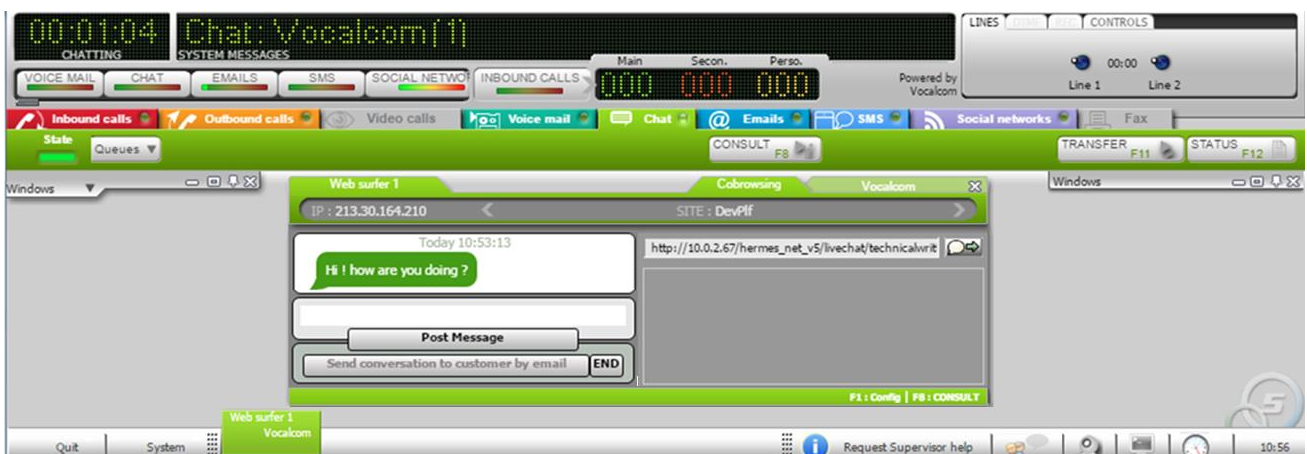 00:01:04 Chat: Vocalcom(1)
CHATTING SYSTEM MESSAGES
LINES DTMF REC CONTROLS
00:00
Line 1 Line 2
Main Secon. Perso.
VOICE MAIL CHAT EMAILS SMS SOCIAL NETWO INBOUND CALLS 000 000 000
Powered by
Vocalcom
Inbound calls Outbound calls Video calls Voice mail Chat Emails SMS Social networks Fax
State Queues CONSULT F8 TRANSFER F11 STATUS F12
Windows Web surfer 1 Cobrowsing Vocalcom Windows
IP : 213.30.164.210 SITE : DevPlf
Today 10:53:13
Hi ! how are you doing ?
http://10.0.2.67/hermes_net_v5/livechat/technicalwrit
Post Message
Send conversation to customer by email END
F1 : Config | F8 : CONSULT
Web surfer 1
Vocalcom
Quit System Request Supervisor help 10:56